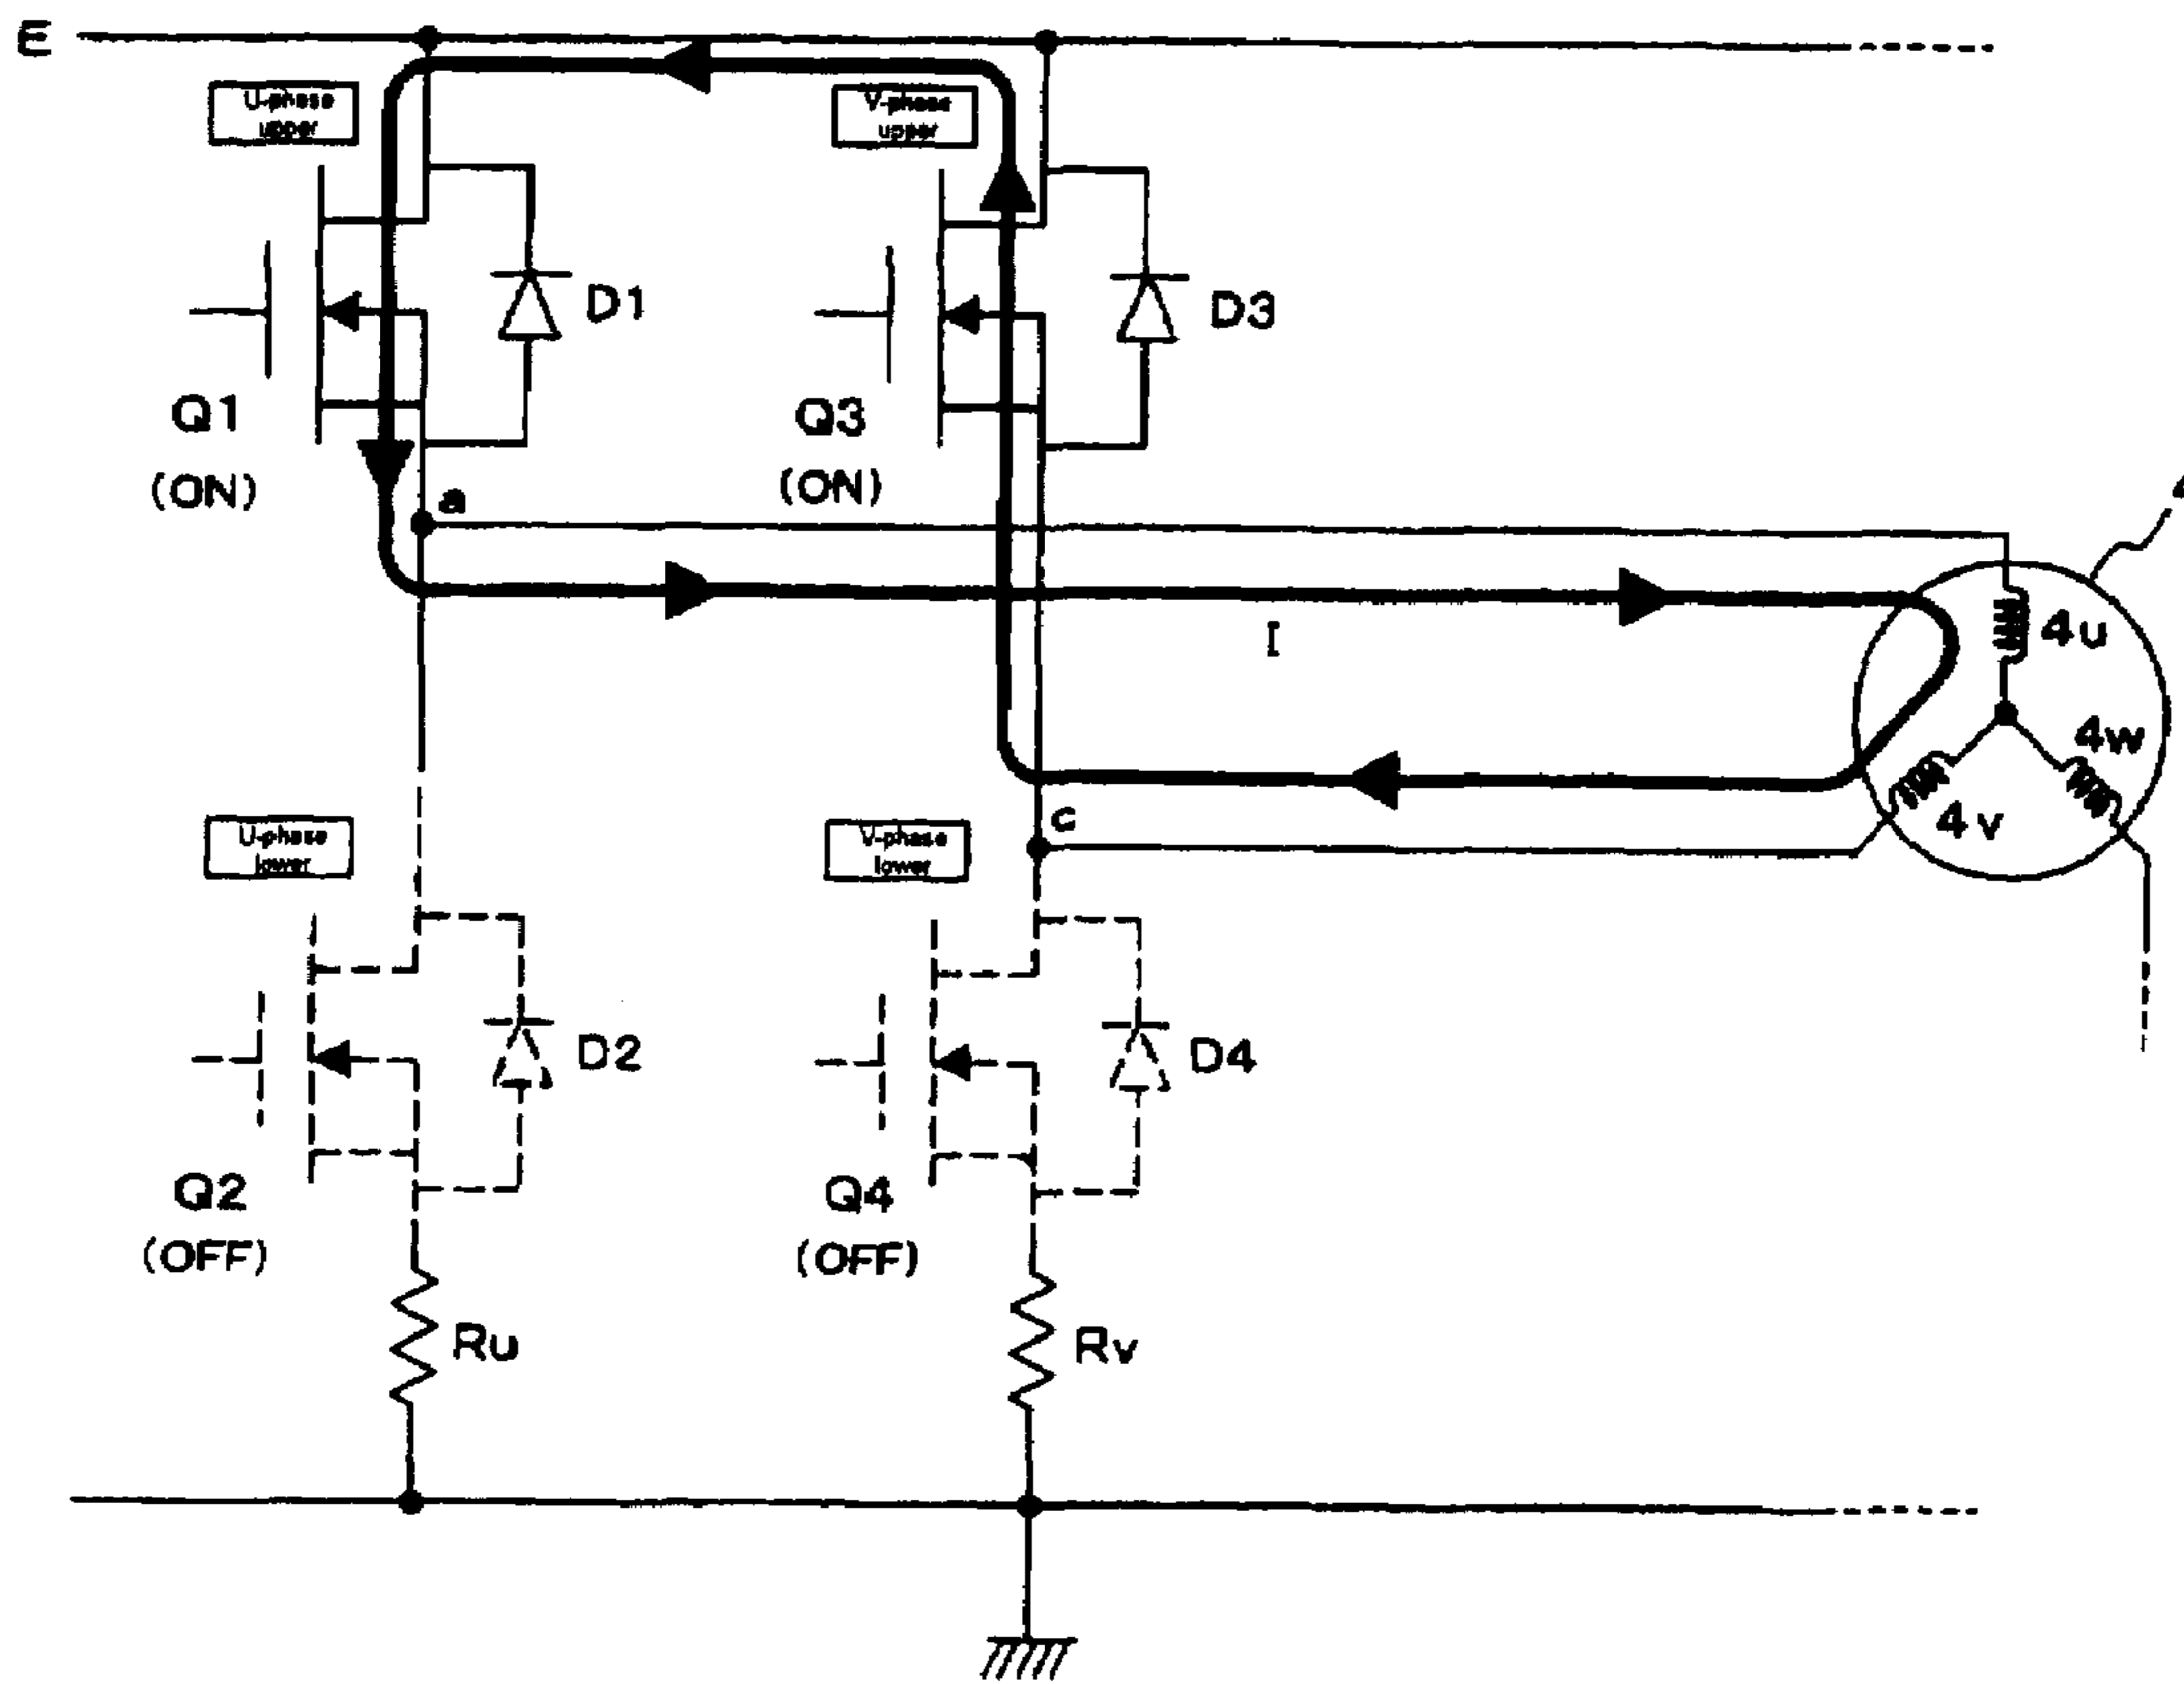 E
U-phase
upper
V-phase
upper
D1
D3
Q1
(ON)
Q3
(ON)
a
I
4u
4w
4v
c
U-phase
lower
V-phase
lower
D2
D4
Q2
(OFF)
Q4
(OFF)
Ru
Rv